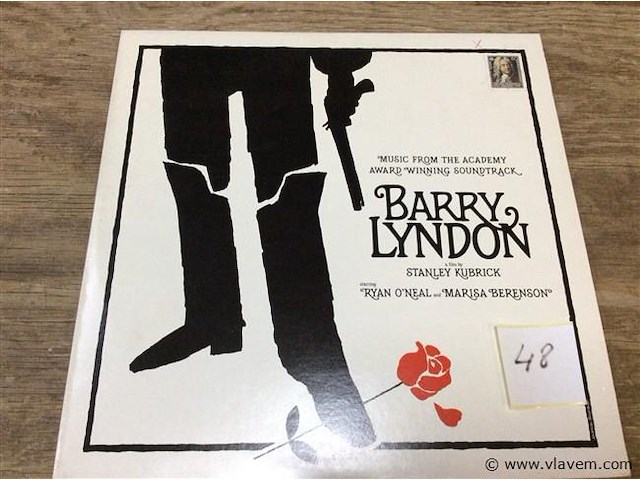 MUSIC FROM THE ACADEMY
AWARD WINNING SOUNDTRACK
BARRY
LYNDON
a film by
STANLEY KUBRICK
starring
RYAN O'NEAL and MARISA BERENSON
48
© www.vlavem.com